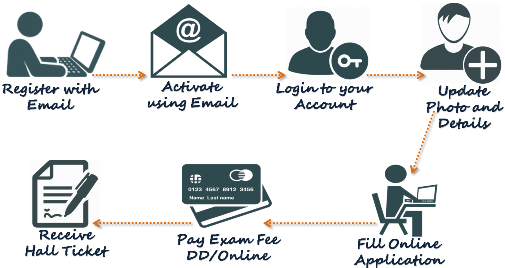 @
Register with
Email
Activate
using Email
Login to your
Account
Update
Photo and
Details
Fill Online
Application
0123 4567 8912 3456
Name Last name
Pay Exam Fee
DD/Online
Receive
Hall Ticket